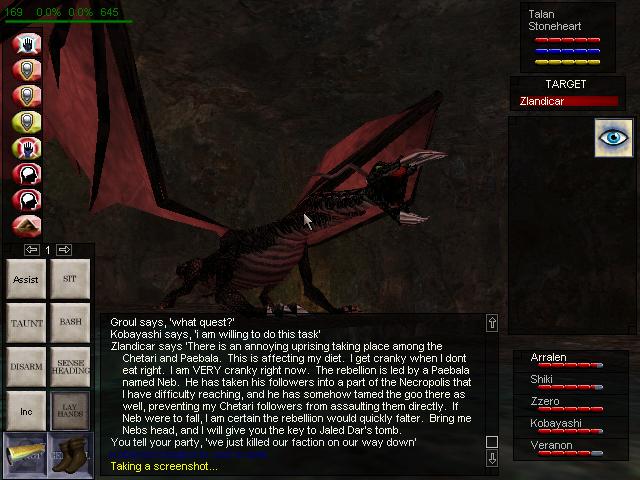 169 0.0% 0.0% 645
Talan
Stoneheart
TARGET
Zlandicar
1
Assist
SIT
TAUNT
BASH
DISARM
SENSE
HEADING
Inc
LAY
HANDS
Groul says, 'what quest?'
Kobayashi says, 'i am willing to do this task'
Zlandicar says 'There is an annoying uprising taking place among the
Chetari and Paebala. This is affecting my diet. I get cranky when I dont
eat right. I am VERY cranky right now. The rebellion is led by a Paebala
named Neb. He has taken his followers into a part of the Necropolis that
I have difficulty reaching, and he has somehow tamed the goo there as
well, preventing my Chetari followers from assaulting them directly. If
Neb were to fall, I am certain the rebelliion would quickly falter. Bring me
Nebs head, and I will give you the key to Jaled Dar's tomb.
You tell your party, 'we just killed our faction on our way down'
Taking a screenshot...
Arralen
Shiki
Zzero
Kobayashi
Veranon